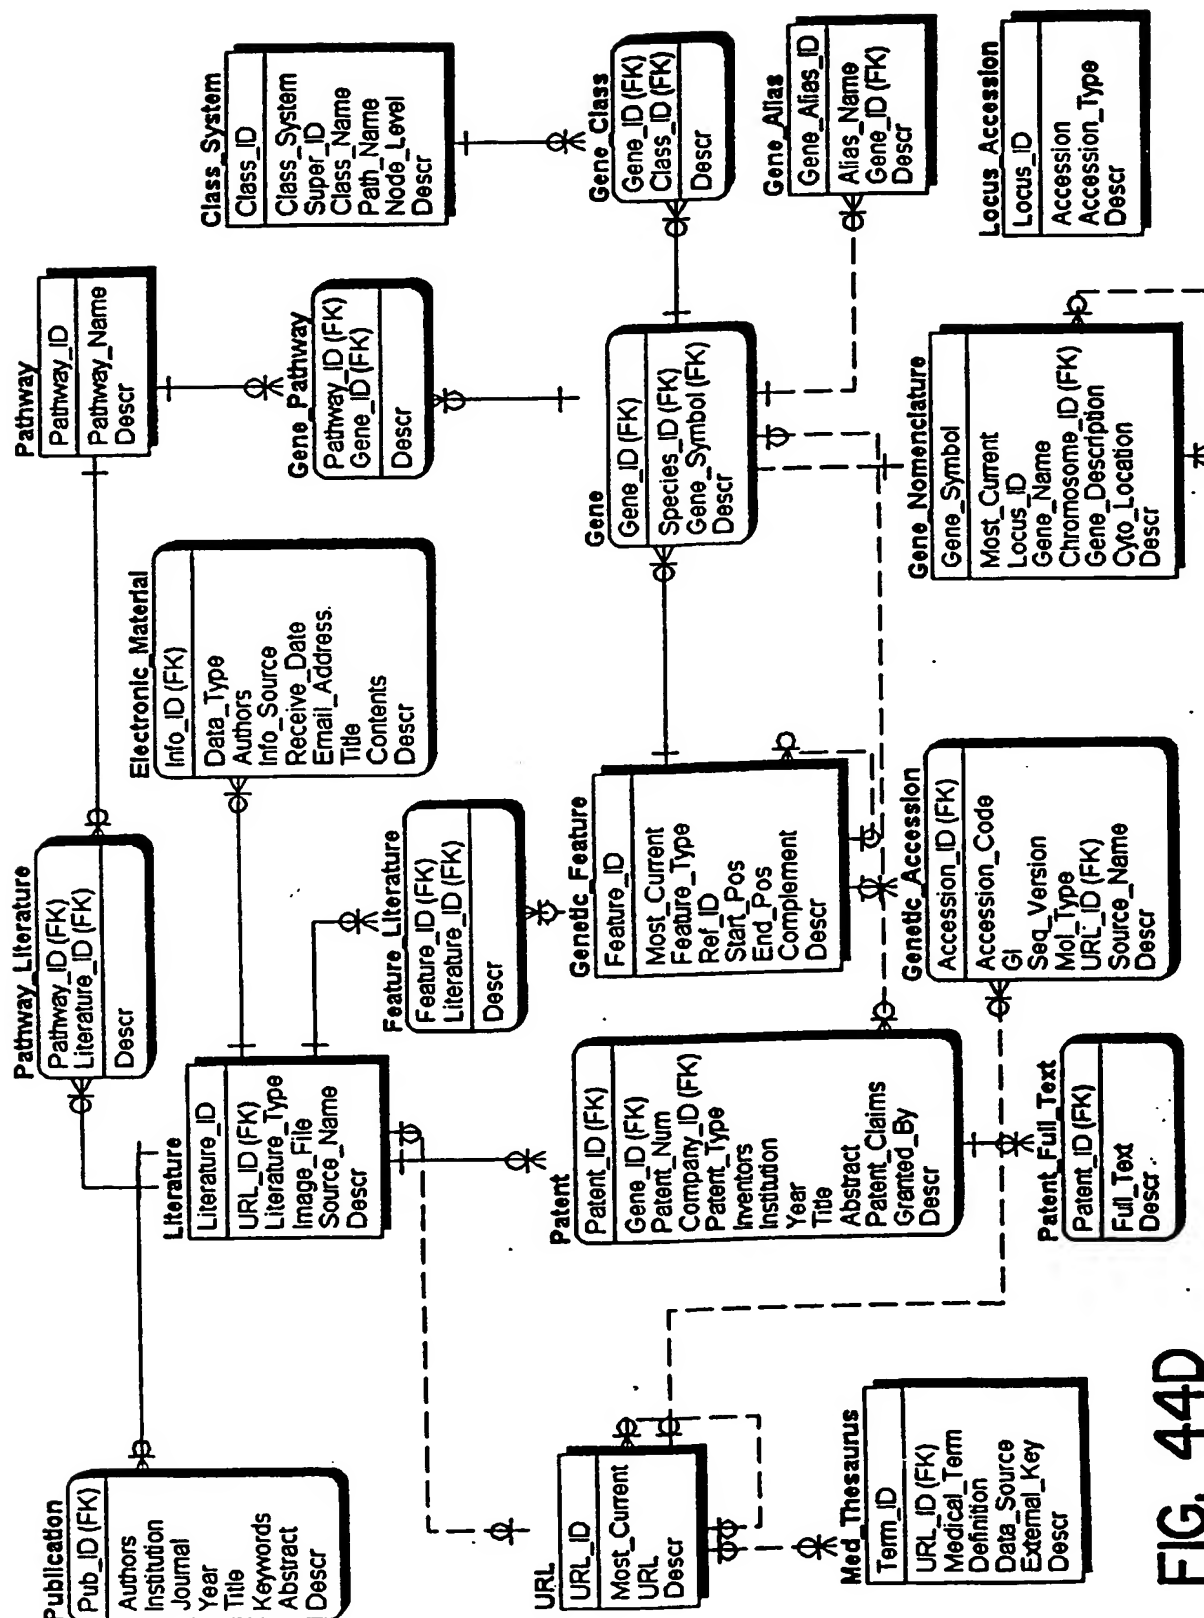 Publication
Pub_ID (FK)
Authors
Institution
Journal
Year
Title
Keywords
Abstract
Descr
Pathway_Literature
Pathway_ID (FK)
Literature_ID (FK)
Descr
Pathway
Pathway_ID
Pathway_Name
Descr
Literature
Literature_ID
URL_ID (FK)
Literature_Type
Image_File
Source_Name
Descr
Electronic_Material
Info_ID (FK)
Data_Type
Authors
Info_Source
Receive_Date
Email_Address
Title
Contents
Descr
Class_System
Class_ID
Class_System
Super_ID
Class_Name
Path_Name
Node_Level
Descr
Gene_Pathway
Pathway_ID (FK)
Gene_ID (FK)
Descr
Feature_Literature
Feature_ID (FK)
Literature_ID (FK)
Descr
URL
URL_ID
Most_Current
URL
Descr
Patent
Patent_ID (FK)
Gene_ID (FK)
Patent_Num
Company_ID (FK)
Patent_Type
Inventors
Institution
Year
Title
Abstract
Patent_Claims
Granted_By
Descr
Genetic_Feature
Feature_ID
Most_Current
Feature_Type
Ref_ID
Start_Pos
End_Pos
Complement
Descr
Gene
Gene_ID (FK)
Species_ID (FK)
Gene_Symbol (FK
Descr
Gene_Class
Gene_ID (FK)
Class_ID (FK)
Descr
Gene_Alias
Gene_Alias_ID
Alias_Name
Gene_ID (FK)
Descr
Med_Thesaurus
Term_ID
URL_ID (FK)
Medical_Term
Definition
Data_Source
External_Key
Descr
Patent_Full_Text
Patent_ID (FK)
Full_Text
Descr
Genetic_Accession
Accession_ID (FK)
Accession_Code
GI
Seq_Version
Mol_Type
URL_ID (FK)
Source_Name
Descr
Gene_Nomenclature
Gene_Symbol
Most_Current
Locus_ID
Gene_Name
Chromosome_ID (FK)
Gene_Description
Cyto_Location
Descr
Locus_Accession
Locus_ID
Accession
Accession_Type
Descr
FIG. 44D